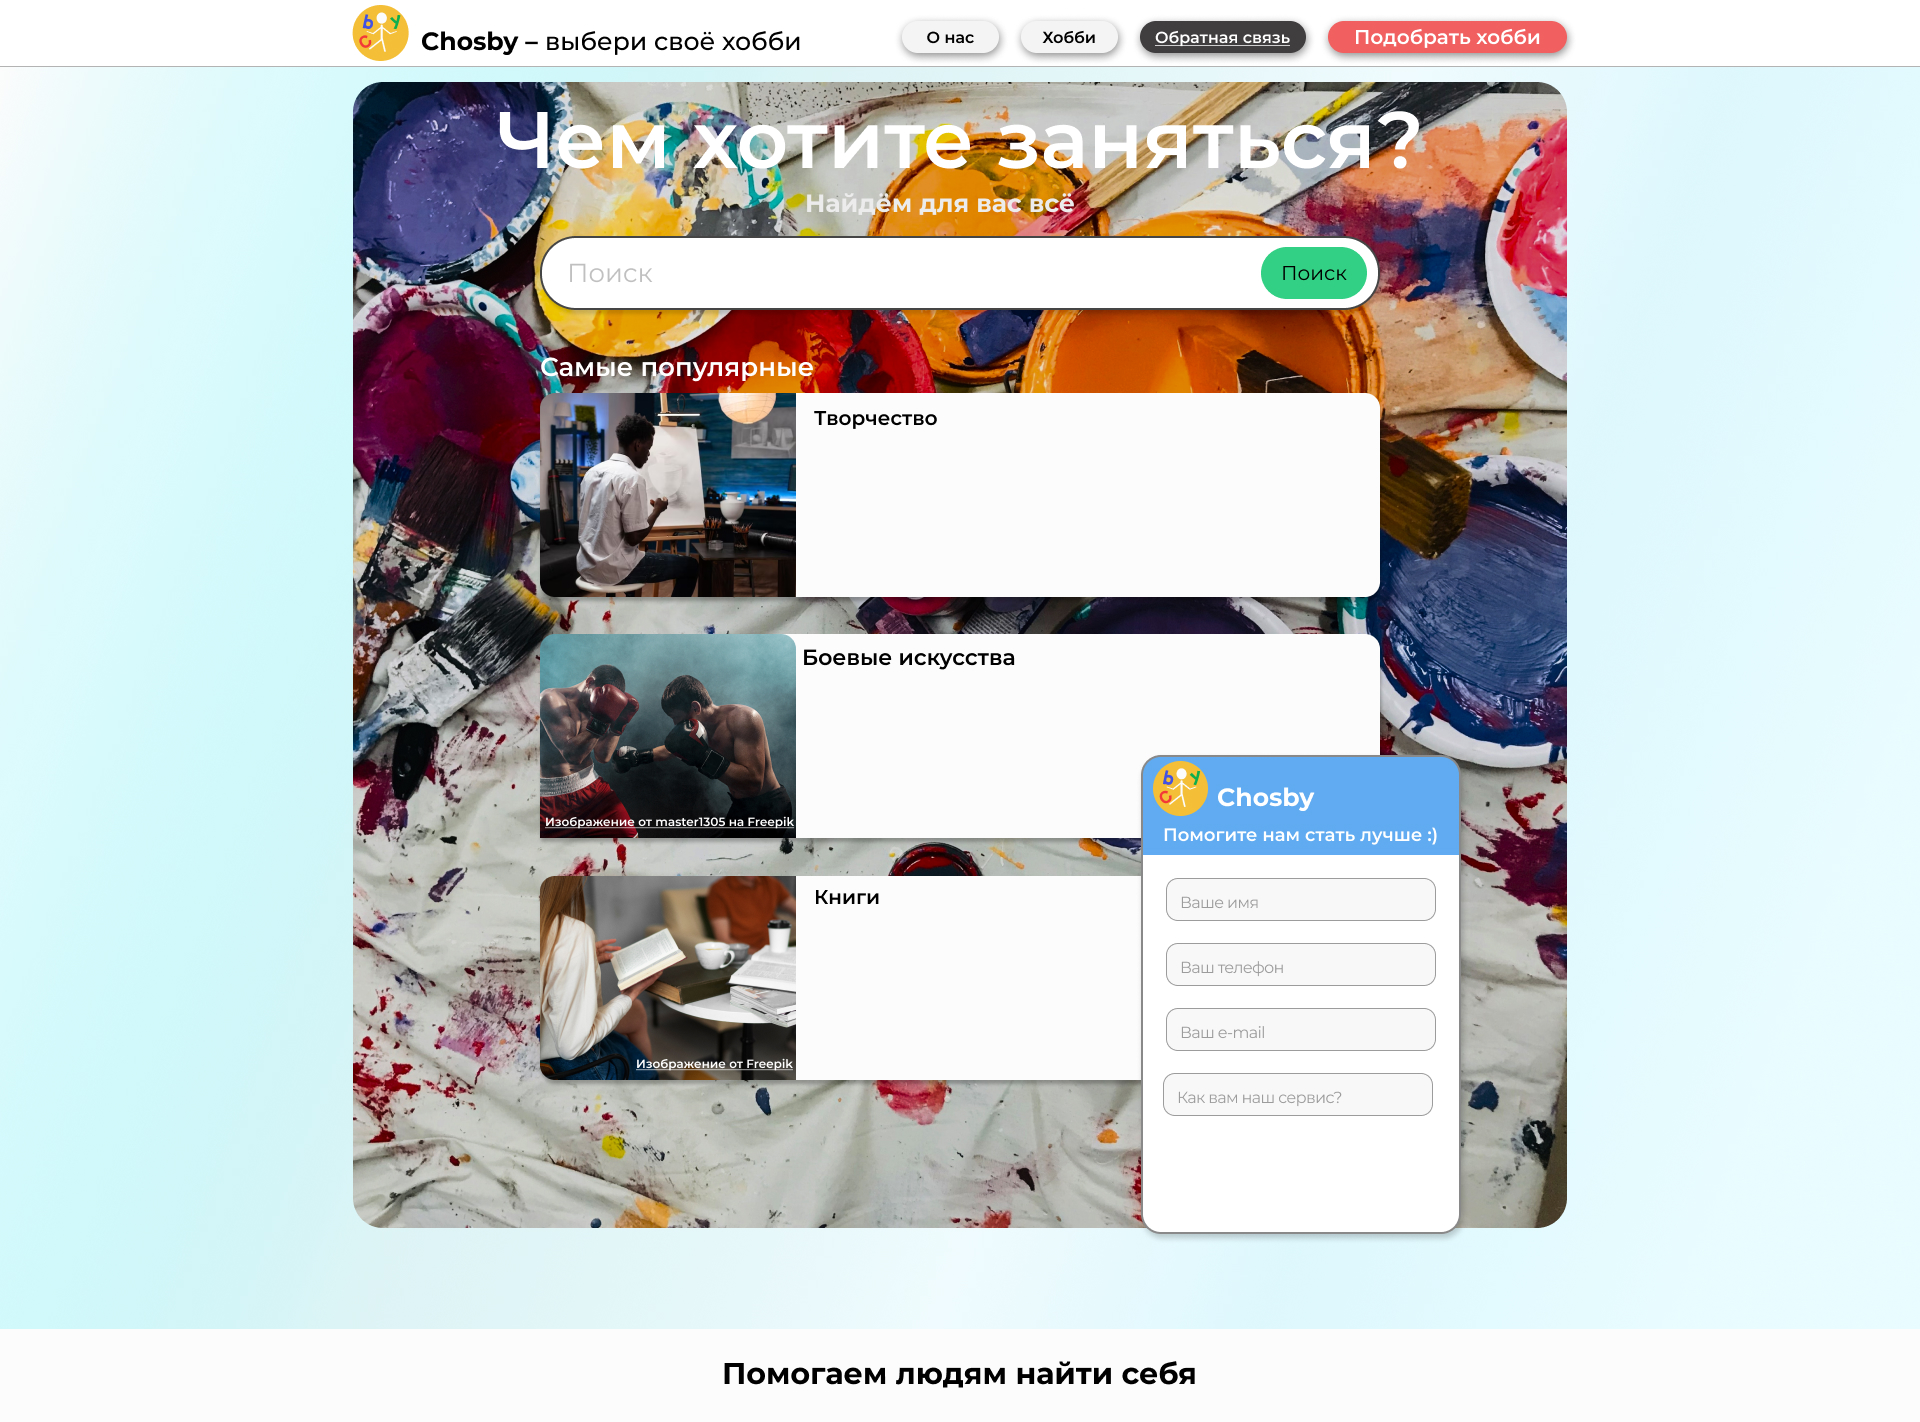 Chosby – выбери своё хобби
О нас
Хобби
Обратная связь
Подобрать хобби
Чем хотите заняться?
Найдём для вас всё
Поиск
Поиск
Самые популярные
Творчество
Боевые искусства
Изображение от master1305 на Freepik
Книги
Изображение от Freepik
Chosby
Помогите нам стать лучше :)
Ваше имя
Ваш телефон
Ваш e-mail
Как вам наш сервис?
Помогаем людям найти себя